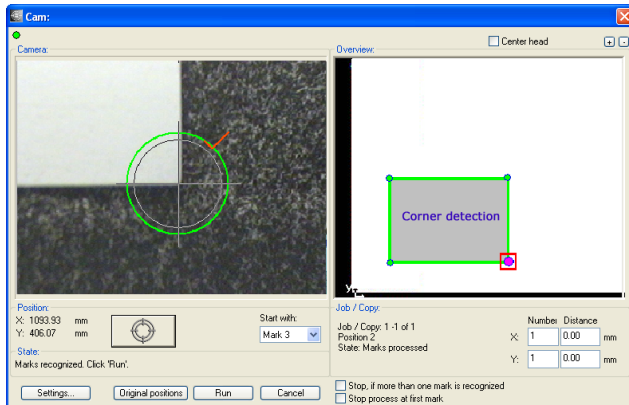 Cam:
Center head
+ -
Camera:
Overview:
Corner detection
y
Position:
X: 1093.93 mm
Y: 406.07 mm
Start with:
Mark 3
State:
Marks recognized. Click 'Run'.
Job / Copy:
Job / Copy: 1 -1 of 1
Position 2
State: Marks processed
Number Distance
X: 1 0.00 mm
Y: 1 0.00 mm
Settings...
Original positions
Run
Cancel
Stop, if more than one mark is recognized
Stop process at first mark